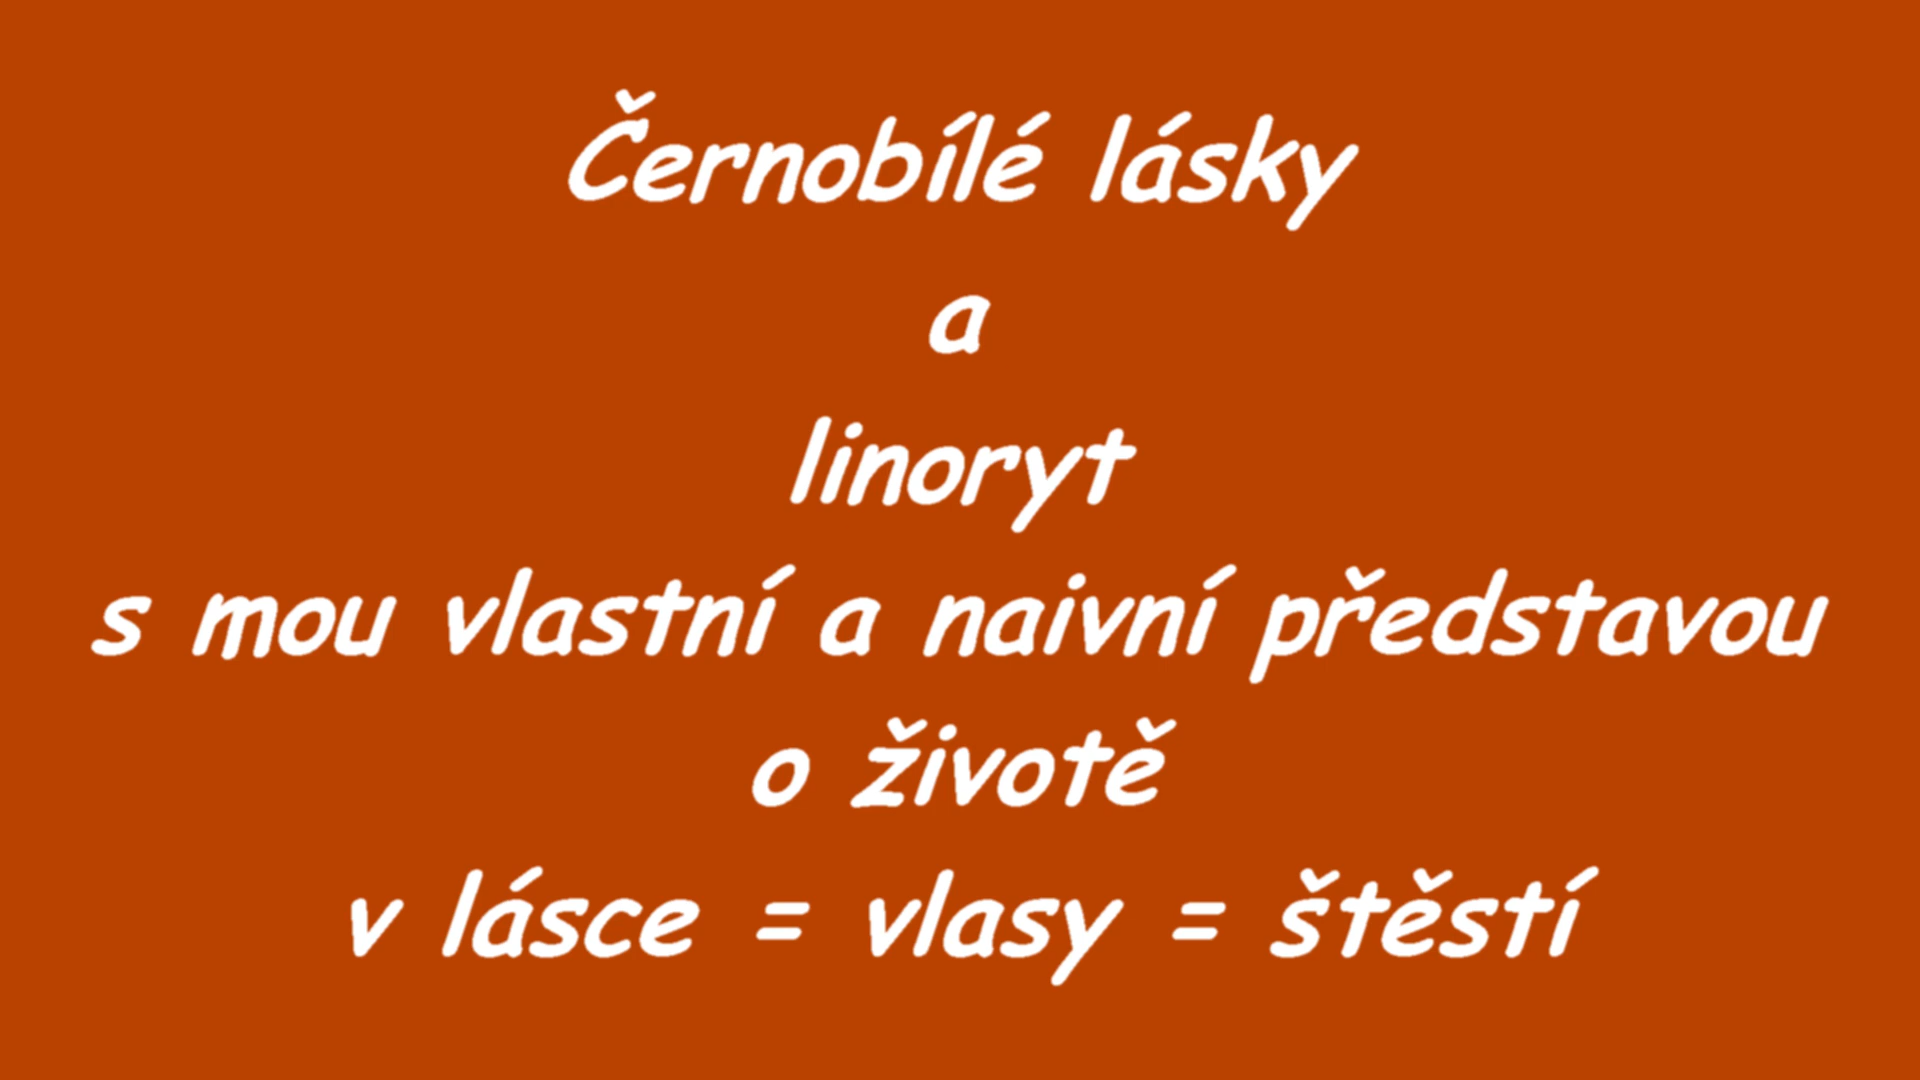 Černobílé lásky
a
linoryt
s mou vlastní a naivní představou
o životě
v lásce = vlasy = štěstí